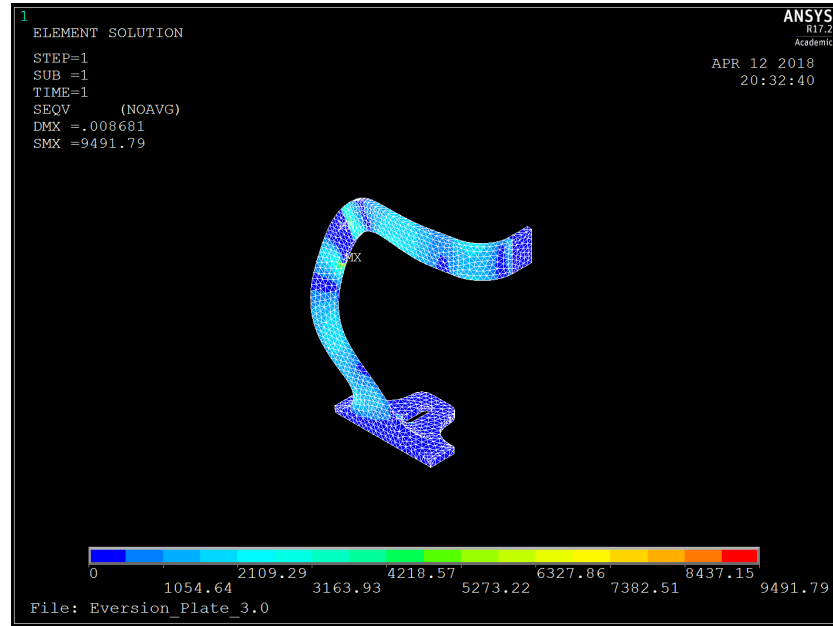 1
ANSYS
R17.2
Academic
ELEMENT SOLUTION
STEP=1
SUB =1
TIME=1
SEQV (NOAVG)
DMX =.008681
SMX =9491.79
APR 12 2018
20:32:40
MX
0 2109.29 4218.57 6327.86 8437.15
1054.64 3163.93 5273.22 7382.51 9491.79
File: Eversion_Plate_3.0